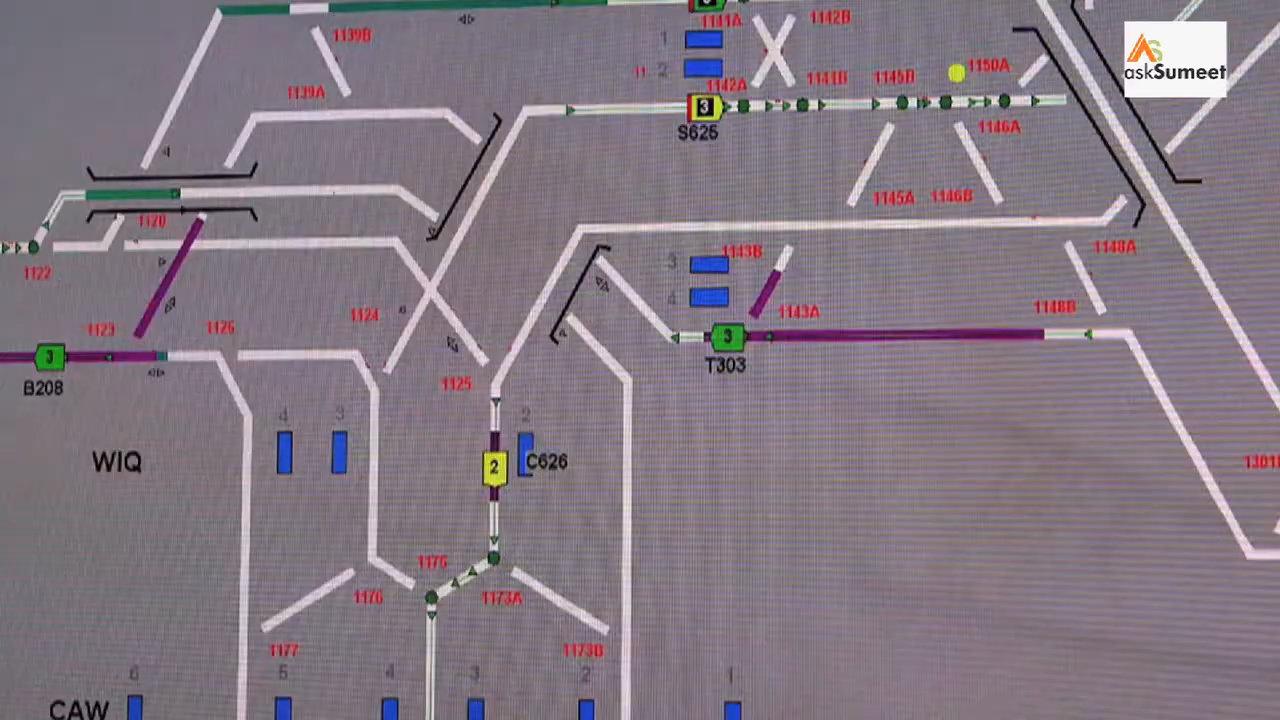 1141A
1142B
1139B
1
2
11
1142A
1141B
1145B
1150A
askSumeet
1139A
3
S625
1146A
1145A
1146B
1120
1122
1143B
1148A
3
4
1143A
1148B
1124
1123
1126
3
B208
3
T303
1125
4
3
2
WIQ
2
C626
1301
1175
1176
1173A
1177
1173B
6
5
4
3
2
1
CAW